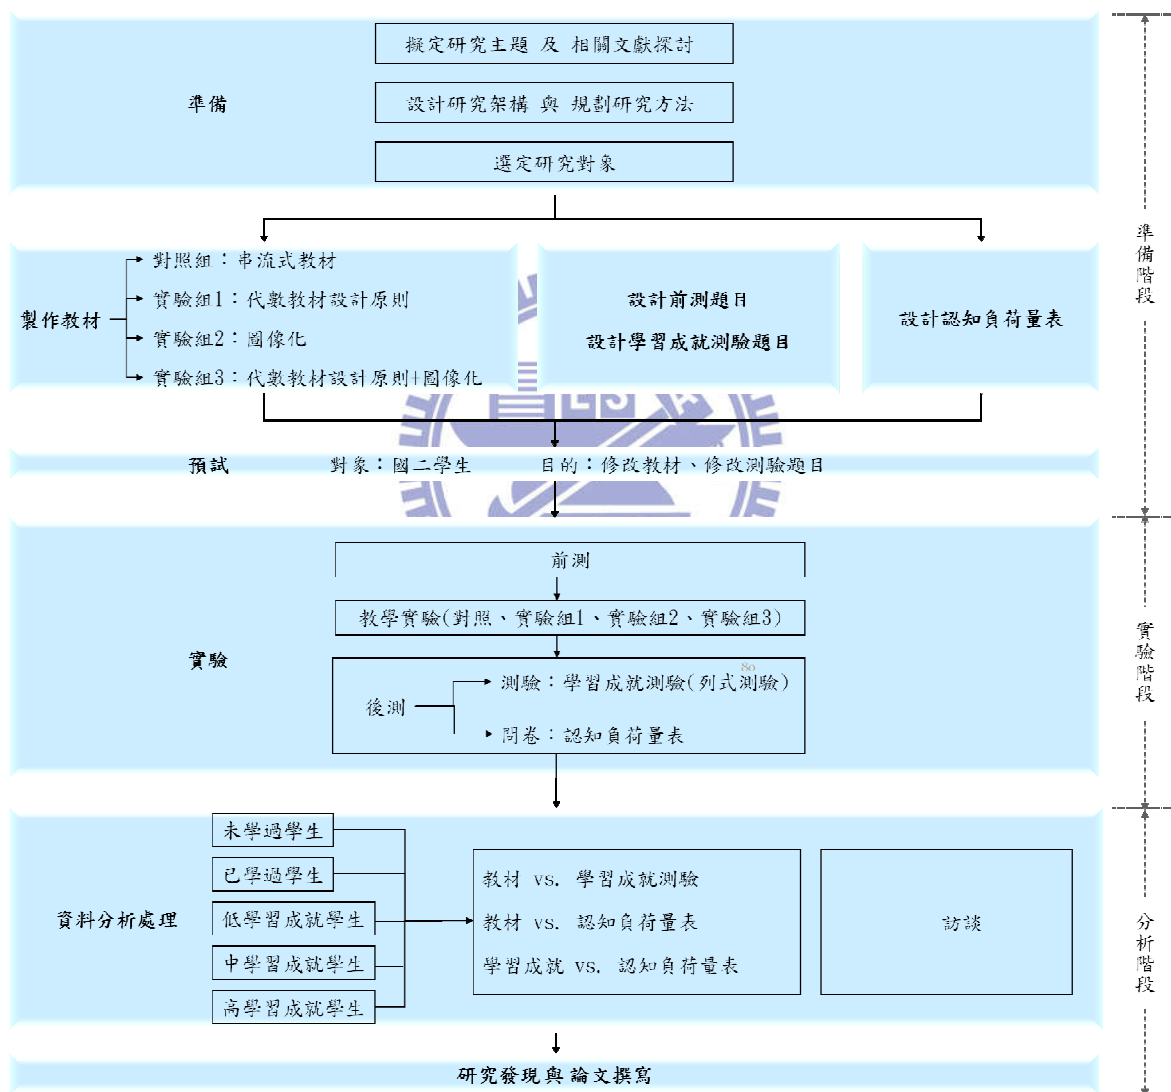 擬定研究主題 及 相關文獻探討
準備
設計研究架構 與 規劃研究方法
選定研究對象
準備階段
製作教材
對照組：串流式教材
實驗組1：代數教材設計原則
實驗組2：圖像化
實驗組3：代數教材設計原則+圖像化
設計前測題目
設計學習成就測驗題目
設計認知負荷量表
預試 對象：國二學生 目的：修改教材、修改測驗題目
前測
教學實驗(對照、實驗組1、實驗組2、實驗組3)
實驗
後測
測驗：學習成就測驗(列式測驗)
問卷：認知負荷量表
實驗階段
資料分析處理
未學過學生
已學過學生
低學習成就學生
中學習成就學生
高學習成就學生
教材 vs. 學習成就測驗
教材 vs. 認知負荷量表
學習成就 vs. 認知負荷量表
訪談
分析階段
研究發現與論文撰寫